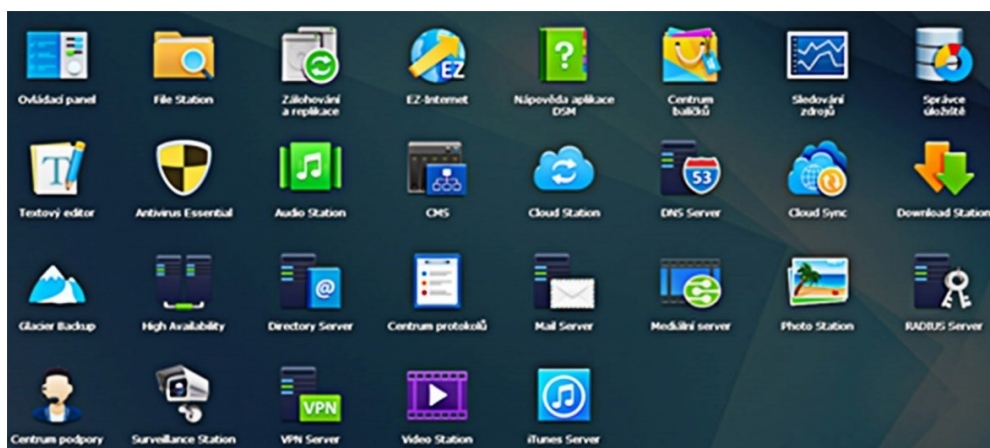 Ovládací panel
File Station
Zálohování
a replikace
EZ
EZ-Internet
?
Nápověda aplikace
DSM
Centrum
balíčků
Sledování
zdrojů
Správce
úložiště
T
Textový editor
Antivirus Essential
Audio Station
CMS
Cloud Station
53
DNS Server
Cloud Sync
Download Station
Glacier Backup
High Availability
@
Directory Server
Centrum protokolů
Mail Server
Mediální server
Photo Station
RADIUS Server
Centrum podpory
Surveillance Station
VPN
VPN Server
Video Station
iTunes Server